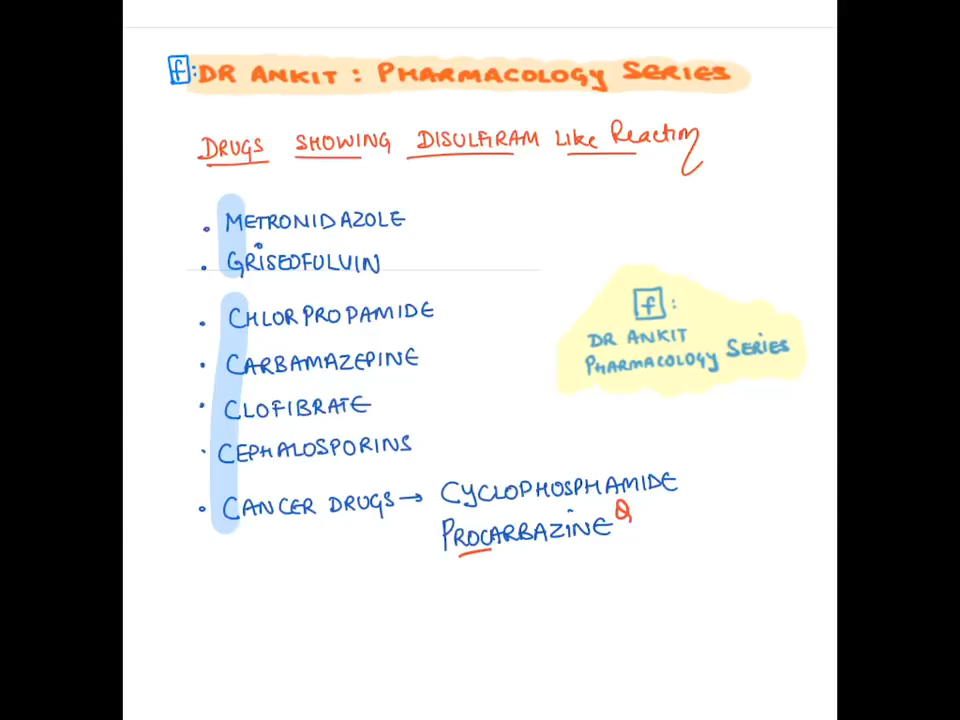 f: DR ANKIT: PHARMACOLOGY SERIES
DRUGS SHOWING DISULFIRAM Like Reaction
• METRONIDAZOLE
• GRISEOFULVIN
• CHLORPROPAMIDE
• CARBAMAZEPINE
• CLOFIBRATE
• CEPHALOSPORINS
• CANCER DRUGS → CYCLOPHOSPHAMIDE
PROCARBAZINE Q
f:
DR ANKIT
PHARMACOLOGY SERIES